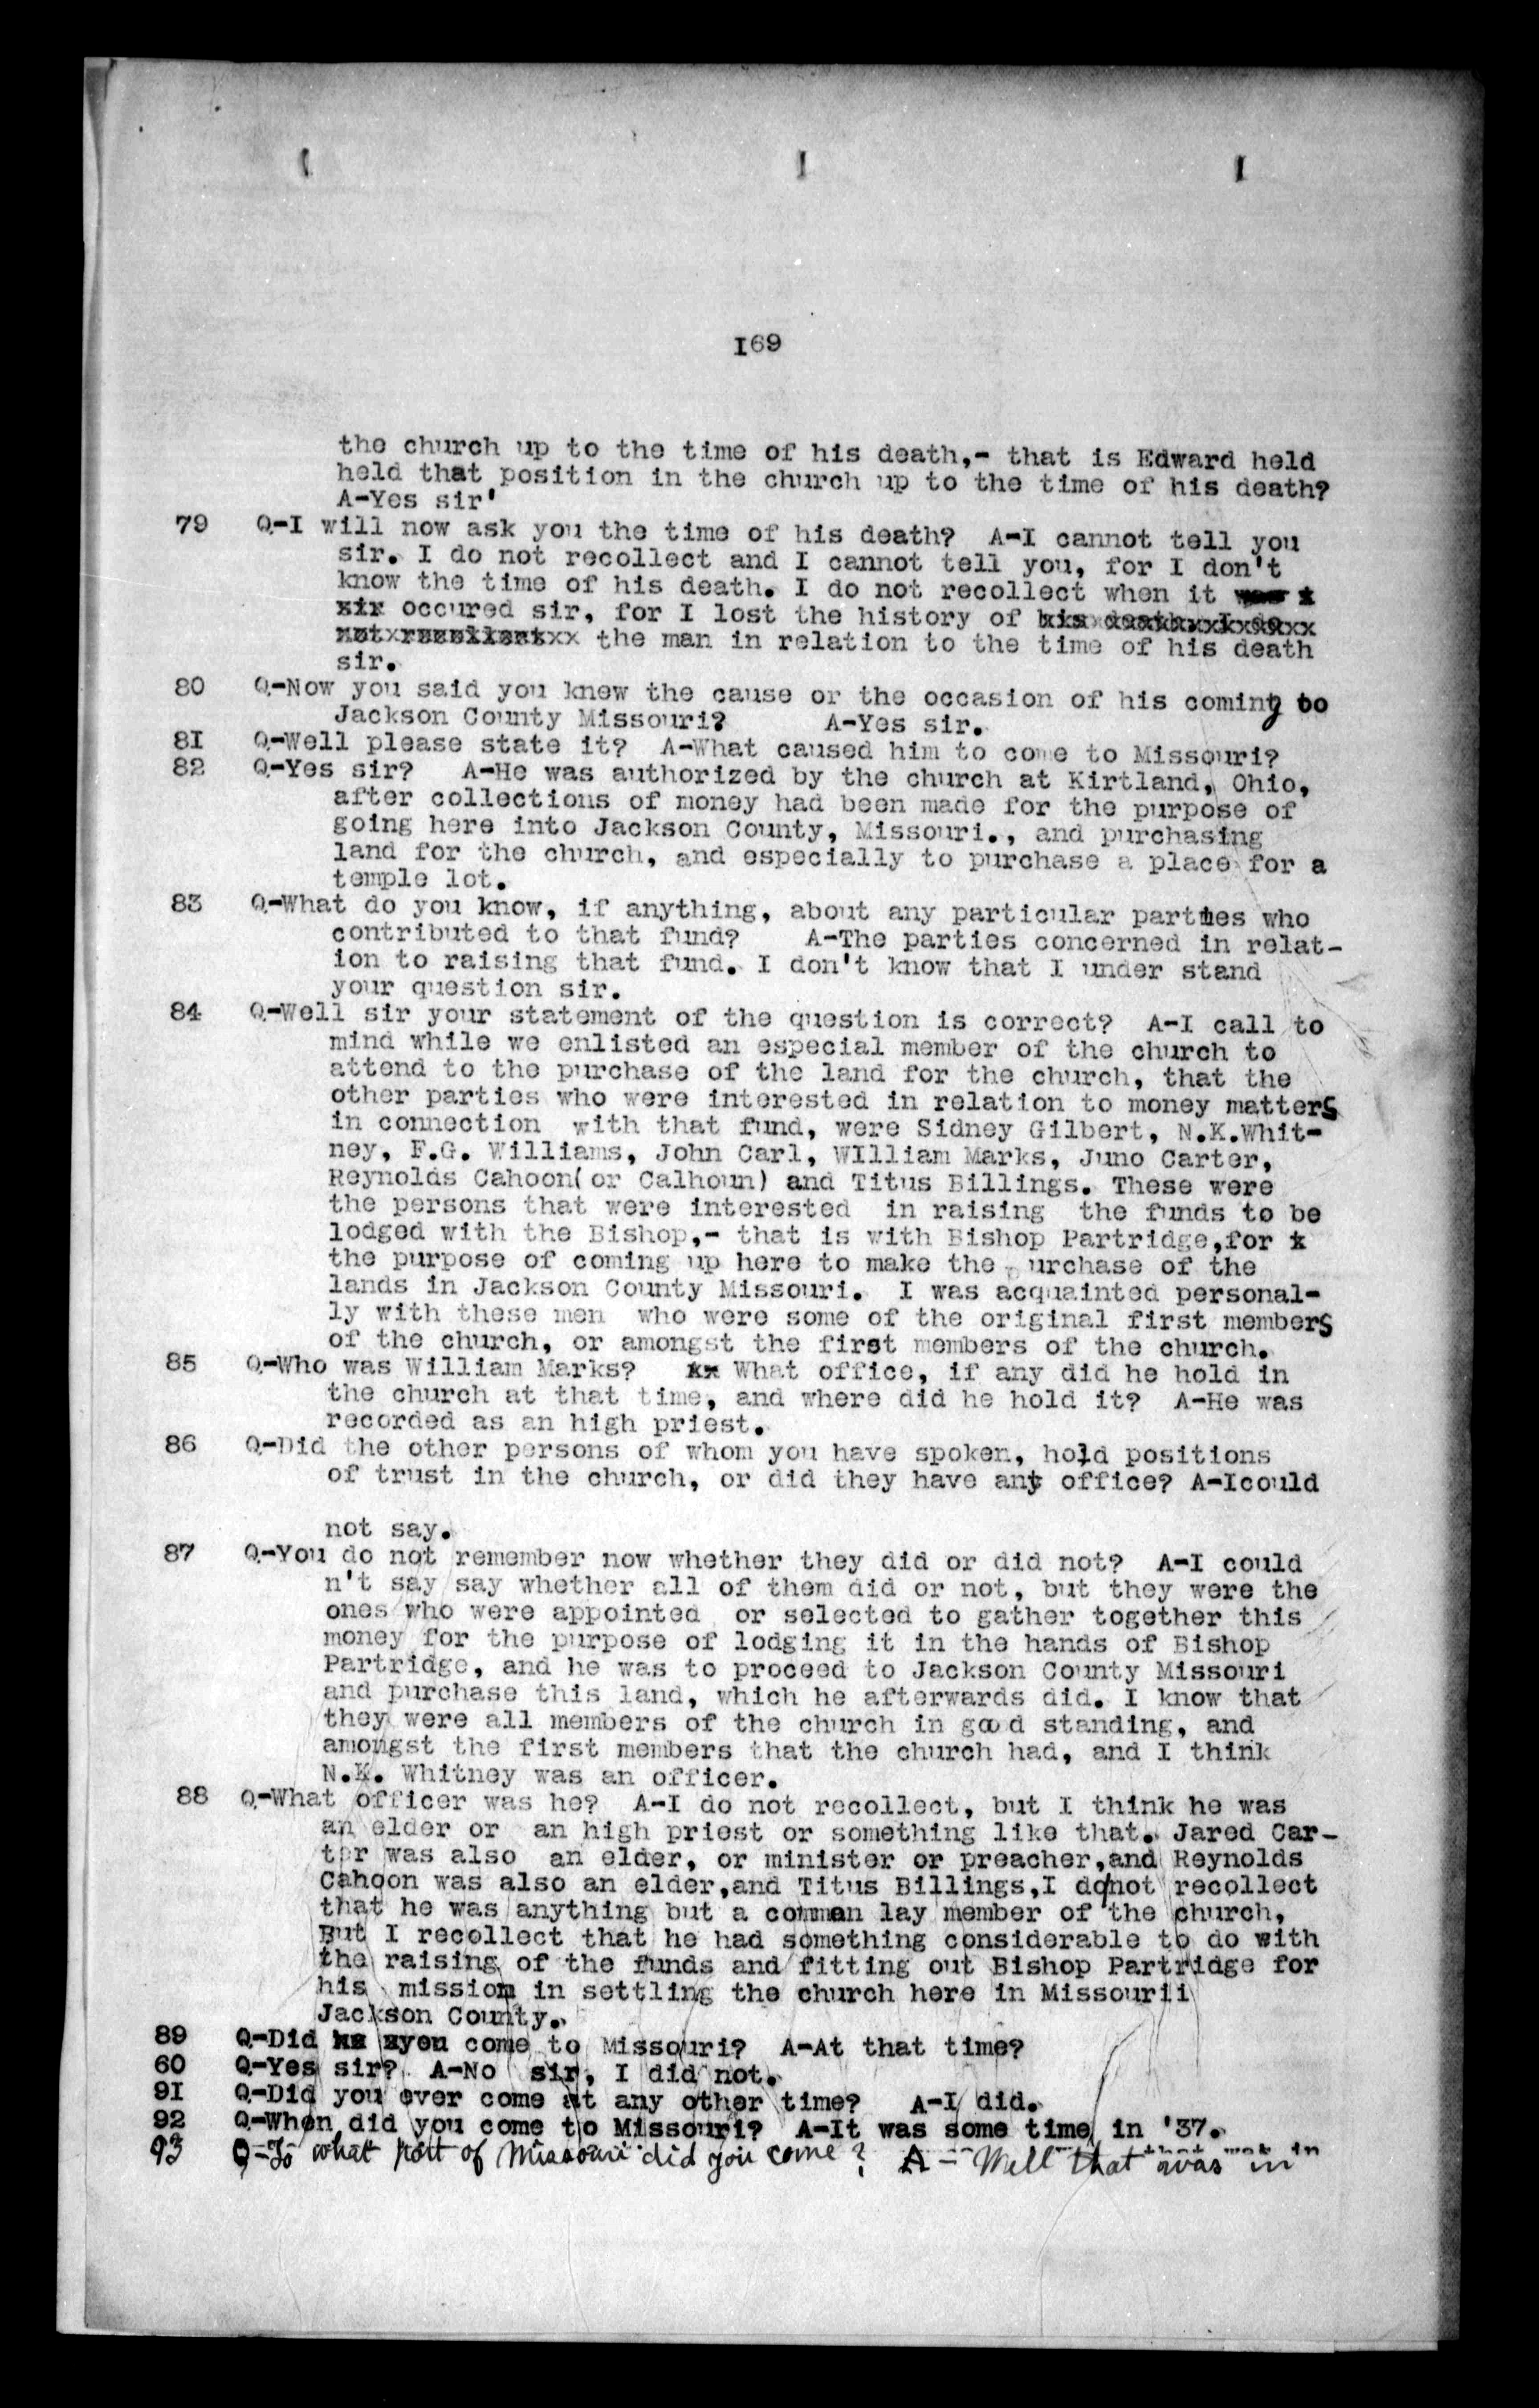 169
the church up to the time of his death,- that is Edward held
held that position in the church up to the time of his death?
A-Yes sir'
79 Q-I will now ask you the time of his death? A-I cannot tell you
sir. I do not recollect and I cannot tell you, for I don't
know the time of his death. I do not recollect when it
occured sir, for I lost the history of
the man in relation to the time of his death
sir.
80 Q-Now you said you knew the cause or the occasion of his coming to
Jackson County Missouri? A-Yes sir.
81 Q-Well please state it? A-What caused him to come to Missouri?
82 Q-Yes sir? A-He was authorized by the church at Kirtland, Ohio,
after collections of money had been made for the purpose of
going here into Jackson County, Missouri., and purchasing
land for the church, and especially to purchase a place for a
temple lot.
83 Q-What do you know, if anything, about any particular parties who
contributed to that fund? A-The parties concerned in relat-
ion to raising that fund. I don't know that I under stand
your question sir.
84 Q-Well sir your statement of the question is correct? A-I call to
mind while we enlisted an especial member of the church to
attend to the purchase of the land for the church, that the
other parties who were interested in relation to money matters
in connection with that fund, were Sidney Gilbert, N.K.Whit-
ney, F.G. Williams, John Carl, WIlliam Marks, Juno Carter,
Reynolds Cahoon( or Calhoun) and Titus Billings. These were
the persons that were interested in raising the funds to be
lodged with the Bishop,- that is with Bishop Partridge,for x
the purpose of coming up here to make the purchase of the
lands in Jackson County Missouri. I was acquainted personal-
ly with these men who were some of the original first members
of the church, or amongst the first members of the church.
85 Q-Who was William Marks? What office, if any did he hold in
the church at that time, and where did he hold it? A-He was
recorded as an high priest.
86 Q-Did the other persons of whom you have spoken, hold positions
of trust in the church, or did they have any office? A-Icould
not say.
87 Q-You do not remember now whether they did or did not? A-I could
n't say say whether all of them did or not, but they were the
ones who were appointed or selected to gather together this
money for the purpose of lodging it in the hands of Bishop
Partridge, and he was to proceed to Jackson County Missouri
and purchase this land, which he afterwards did. I know that
they were all members of the church in good standing, and
amongst the first members that the church had, and I think
N.K. Whitney was an officer.
88 Q-What officer was he? A-I do not recollect, but I think he was
an elder or an high priest or something like that. Jared Car-
ter was also an elder, or minister or preacher,and Reynolds
Cahoon was also an elder,and Titus Billings,I do/not recollect
that he was anything but a common lay member of the church,
But I recollect that he had something considerable to do with
the raising of the funds and fitting out Bishop Partridge for
his mission in settling the church here in Missourii
Jackson County.
89 Q-Did you come to Missouri? A-At that time?
60 Q-Yes sir? A-No sir, I did not.
91 Q-Did you ever come at any other time? A-I did.
92 Q-When did you come to Missouri? A-It was some time in '37.
93 Q-To what part of Missouri did you come? A-Well that was in